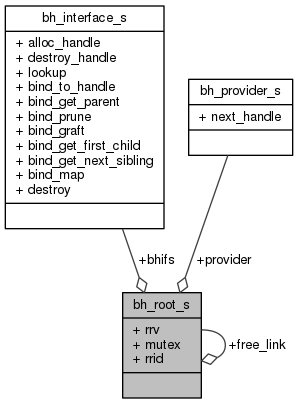 bh_interface_s
+ alloc_handle
+ destroy_handle
+ lookup
+ bind_to_handle
+ bind_get_parent
+ bind_prune
+ bind_graft
+ bind_get_first_child
+ bind_get_next_sibling
+ bind_map
+ destroy
bh_provider_s
+ next_handle
+bhifs
+provider
bh_root_s
+ rrv
+ mutex
+ rrid
+free_link